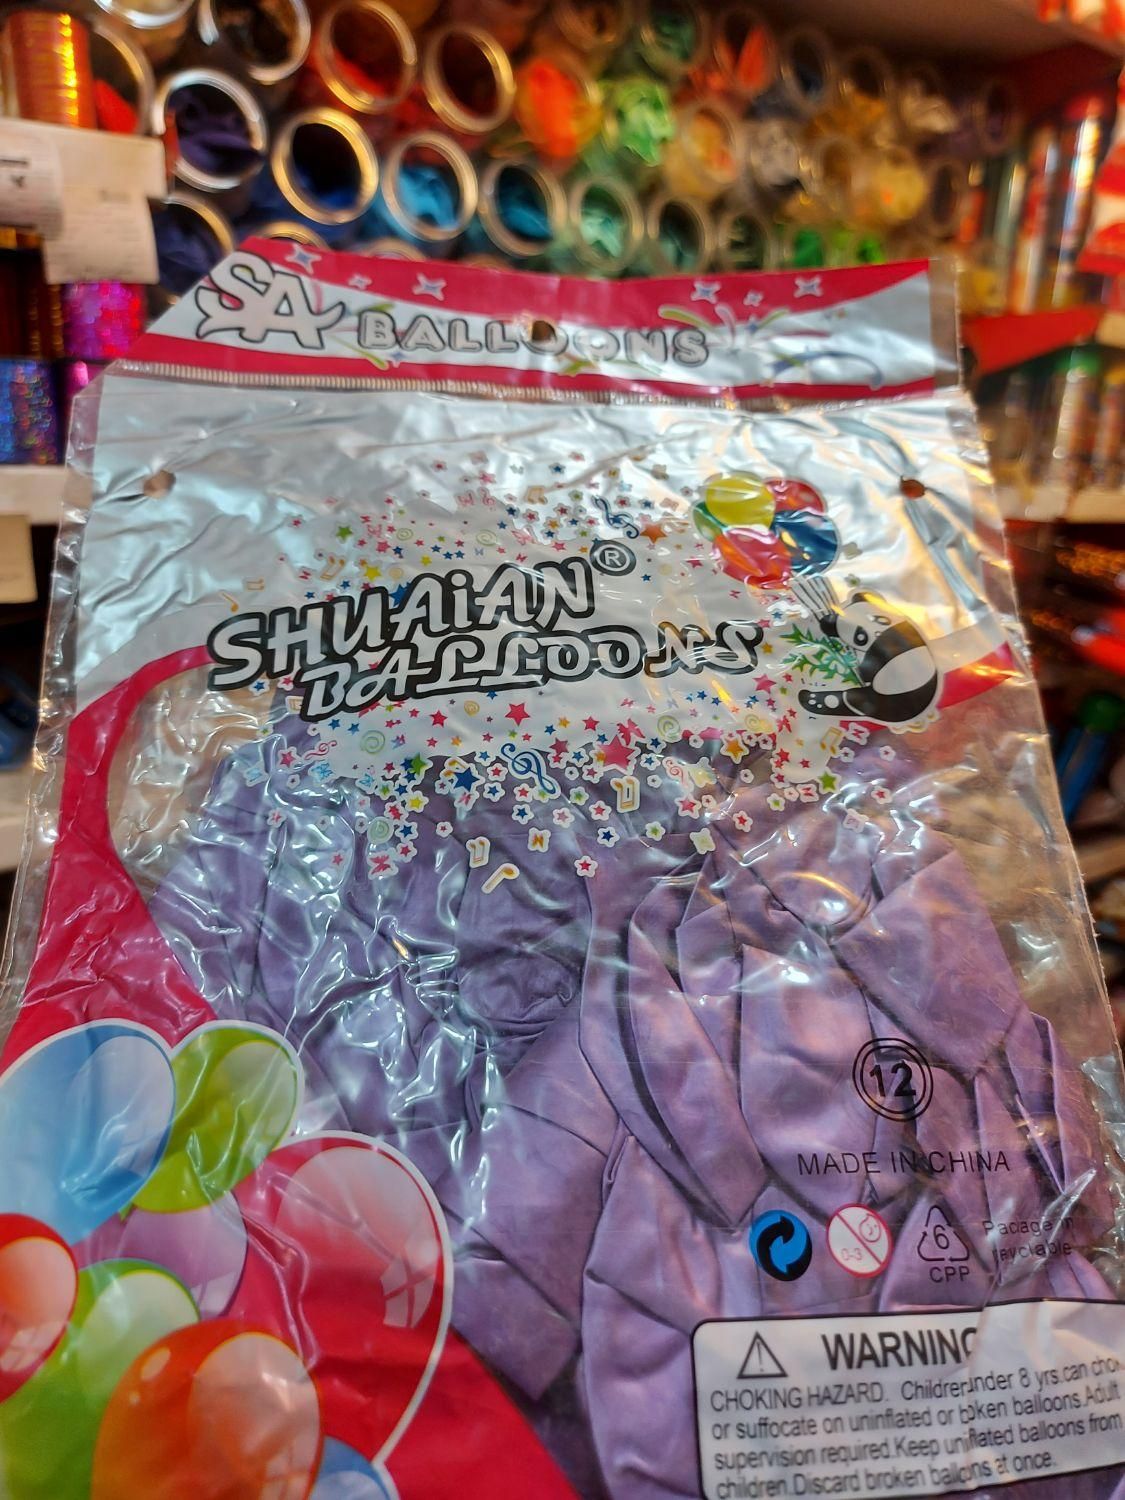 SA BALLOONS
SHUAiAN®
BALLOONS
12
MADE IN CHINA
0-3
6
CPP
WARNING
CHOKING HAZARD. Children under 8 yrs.can
or suffocate on uninflated or broken balloons.Adult
supervision required.Keep uninflated balloons from
children.Discard broken balloons at once.